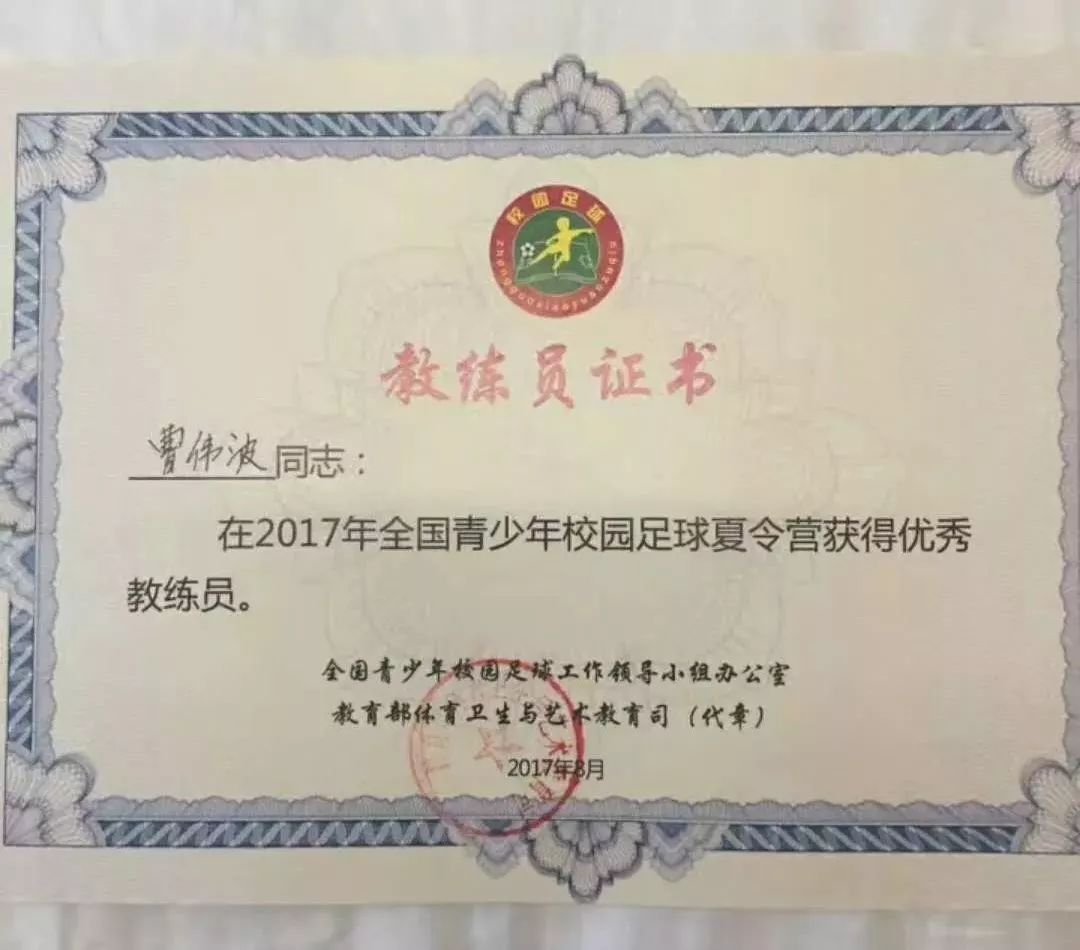 校园足球
教练员证书
曹伟波同志：
在2017年全国青少年校园足球夏令营获得优秀
教练员。
全国青少年校园足球工作领导小组办公室
教育部体育卫生与艺术教育司（代章）
2017年8月